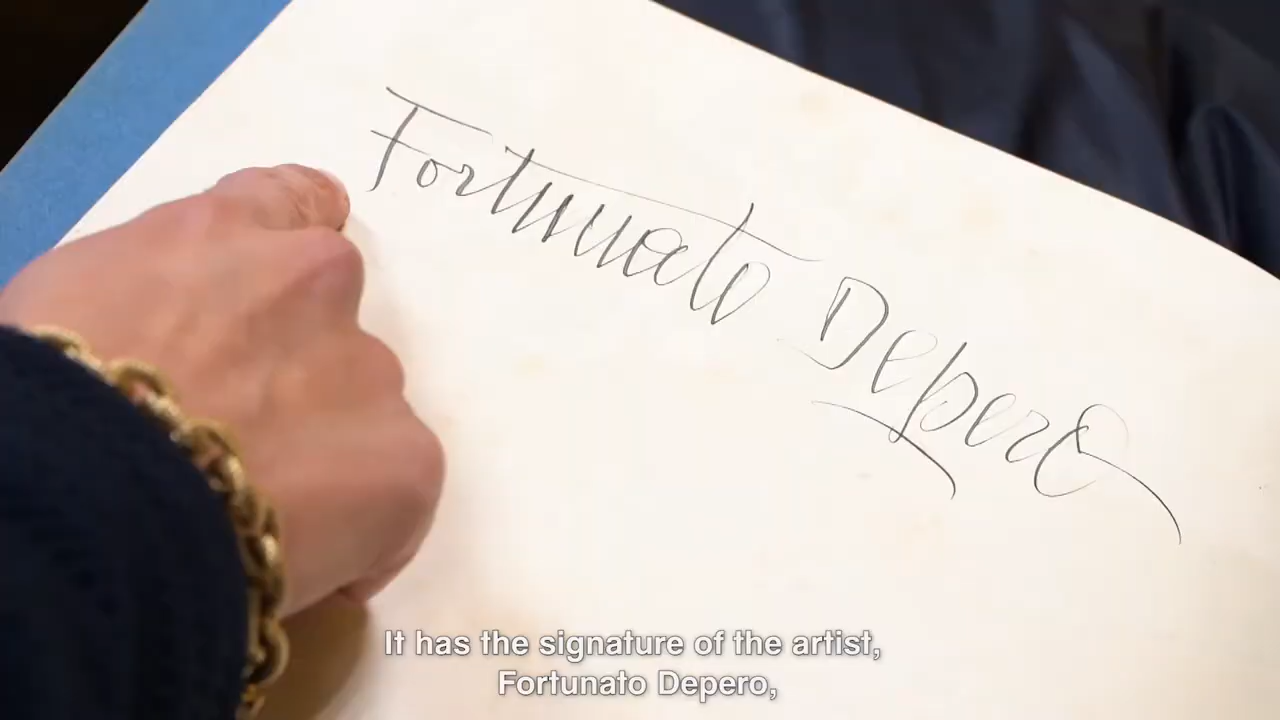 Fortunato Depero
It has the signature of the artist,
Fortunato Depero,